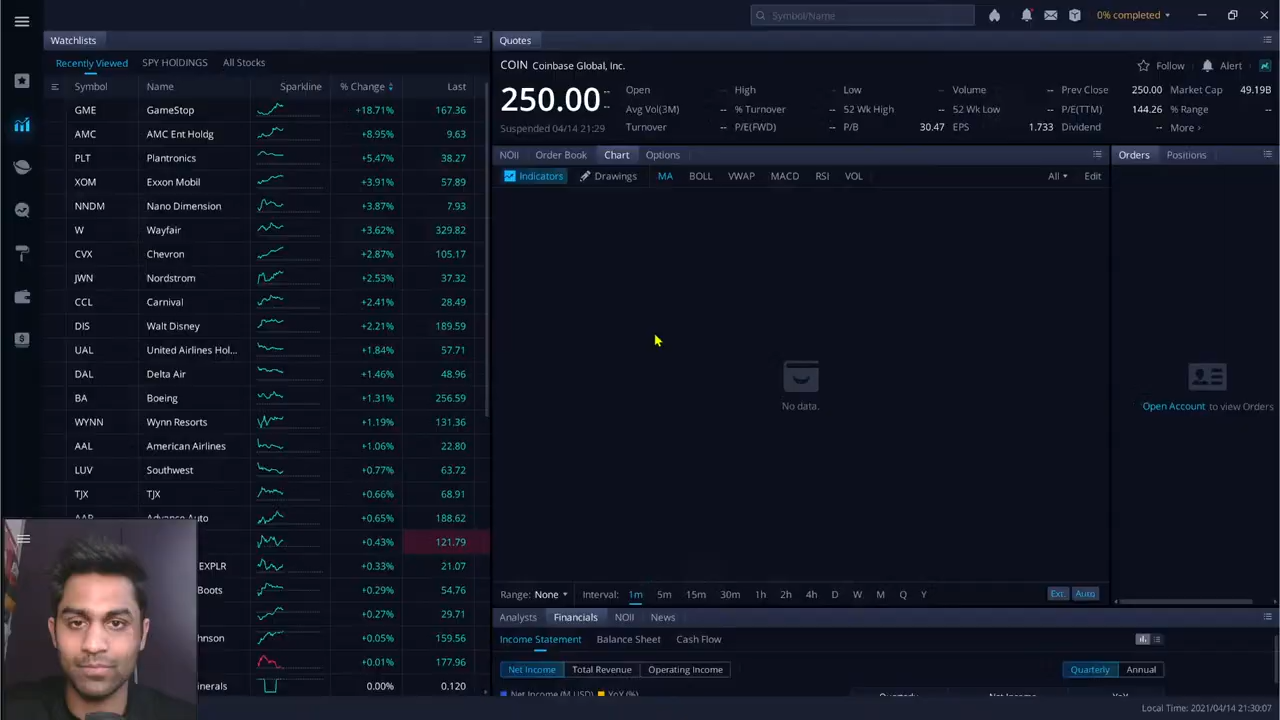 Symbol/Name
0% completed
Watchlists
Recently Viewed SPY HOLDINGS All Stocks
Symbol Name Sparkline % Change Last
GME GameStop +18.71% 167.36
AMC AMC Ent Holdg +8.95% 9.63
PLT Plantronics +5.47% 38.27
XOM Exxon Mobil +3.91% 57.89
NNDM Nano Dimension +3.87% 7.93
W Wayfair +3.62% 329.82
CVX Chevron +2.87% 105.17
JWN Nordstrom +2.53% 37.32
CCL Carnival +2.41% 28.49
DIS Walt Disney +2.21% 189.59
UAL United Airlines Hol... +1.84% 57.71
DAL Delta Air +1.46% 48.96
BA Boeing +1.31% 256.59
WYNN Wynn Resorts +1.19% 131.36
AAL American Airlines +1.06% 22.80
LUV Southwest +0.77% 63.72
TJX TJX +0.66% 68.91
AAP Advance Auto +0.65% 188.62
+0.43% 121.79
EXPLR +0.33% 21.07
Boots +0.29% 54.76
+0.27% 29.71
hnson +0.05% 159.56
+0.01% 177.96
nerals 0.00% 0.120
Quotes
COIN Coinbase Global, Inc.
Follow Alert
250.00 --
--
Suspended 04/14 21:29
Open -- High -- Low -- Volume -- Prev Close 250.00 Market Cap 49.19B
Avg Vol(3M) -- % Turnover -- 52 Wk High -- 52 Wk Low -- P/E(TTM) 144.26 % Range --
Turnover -- P/E(FWD) -- P/B 30.47 EPS 1.733 Dividend -- More
NOII Order Book Chart Options
Indicators Drawings MA BOLL VWAP MACD RSI VOL All Edit
No data.
Range: None Interval: 1m 5m 15m 30m 1h 2h 4h D W M Q Y Ext. Auto
Analysts Financials NOII News
Income Statement Balance Sheet Cash Flow
Net Income Total Revenue Operating Income Quarterly Annual
Net Income (M USD) YoY (%) Quarterly Net Income YoY
Orders Positions
Open Account to view Orders
Local Time: 2021/04/14 21:30:07